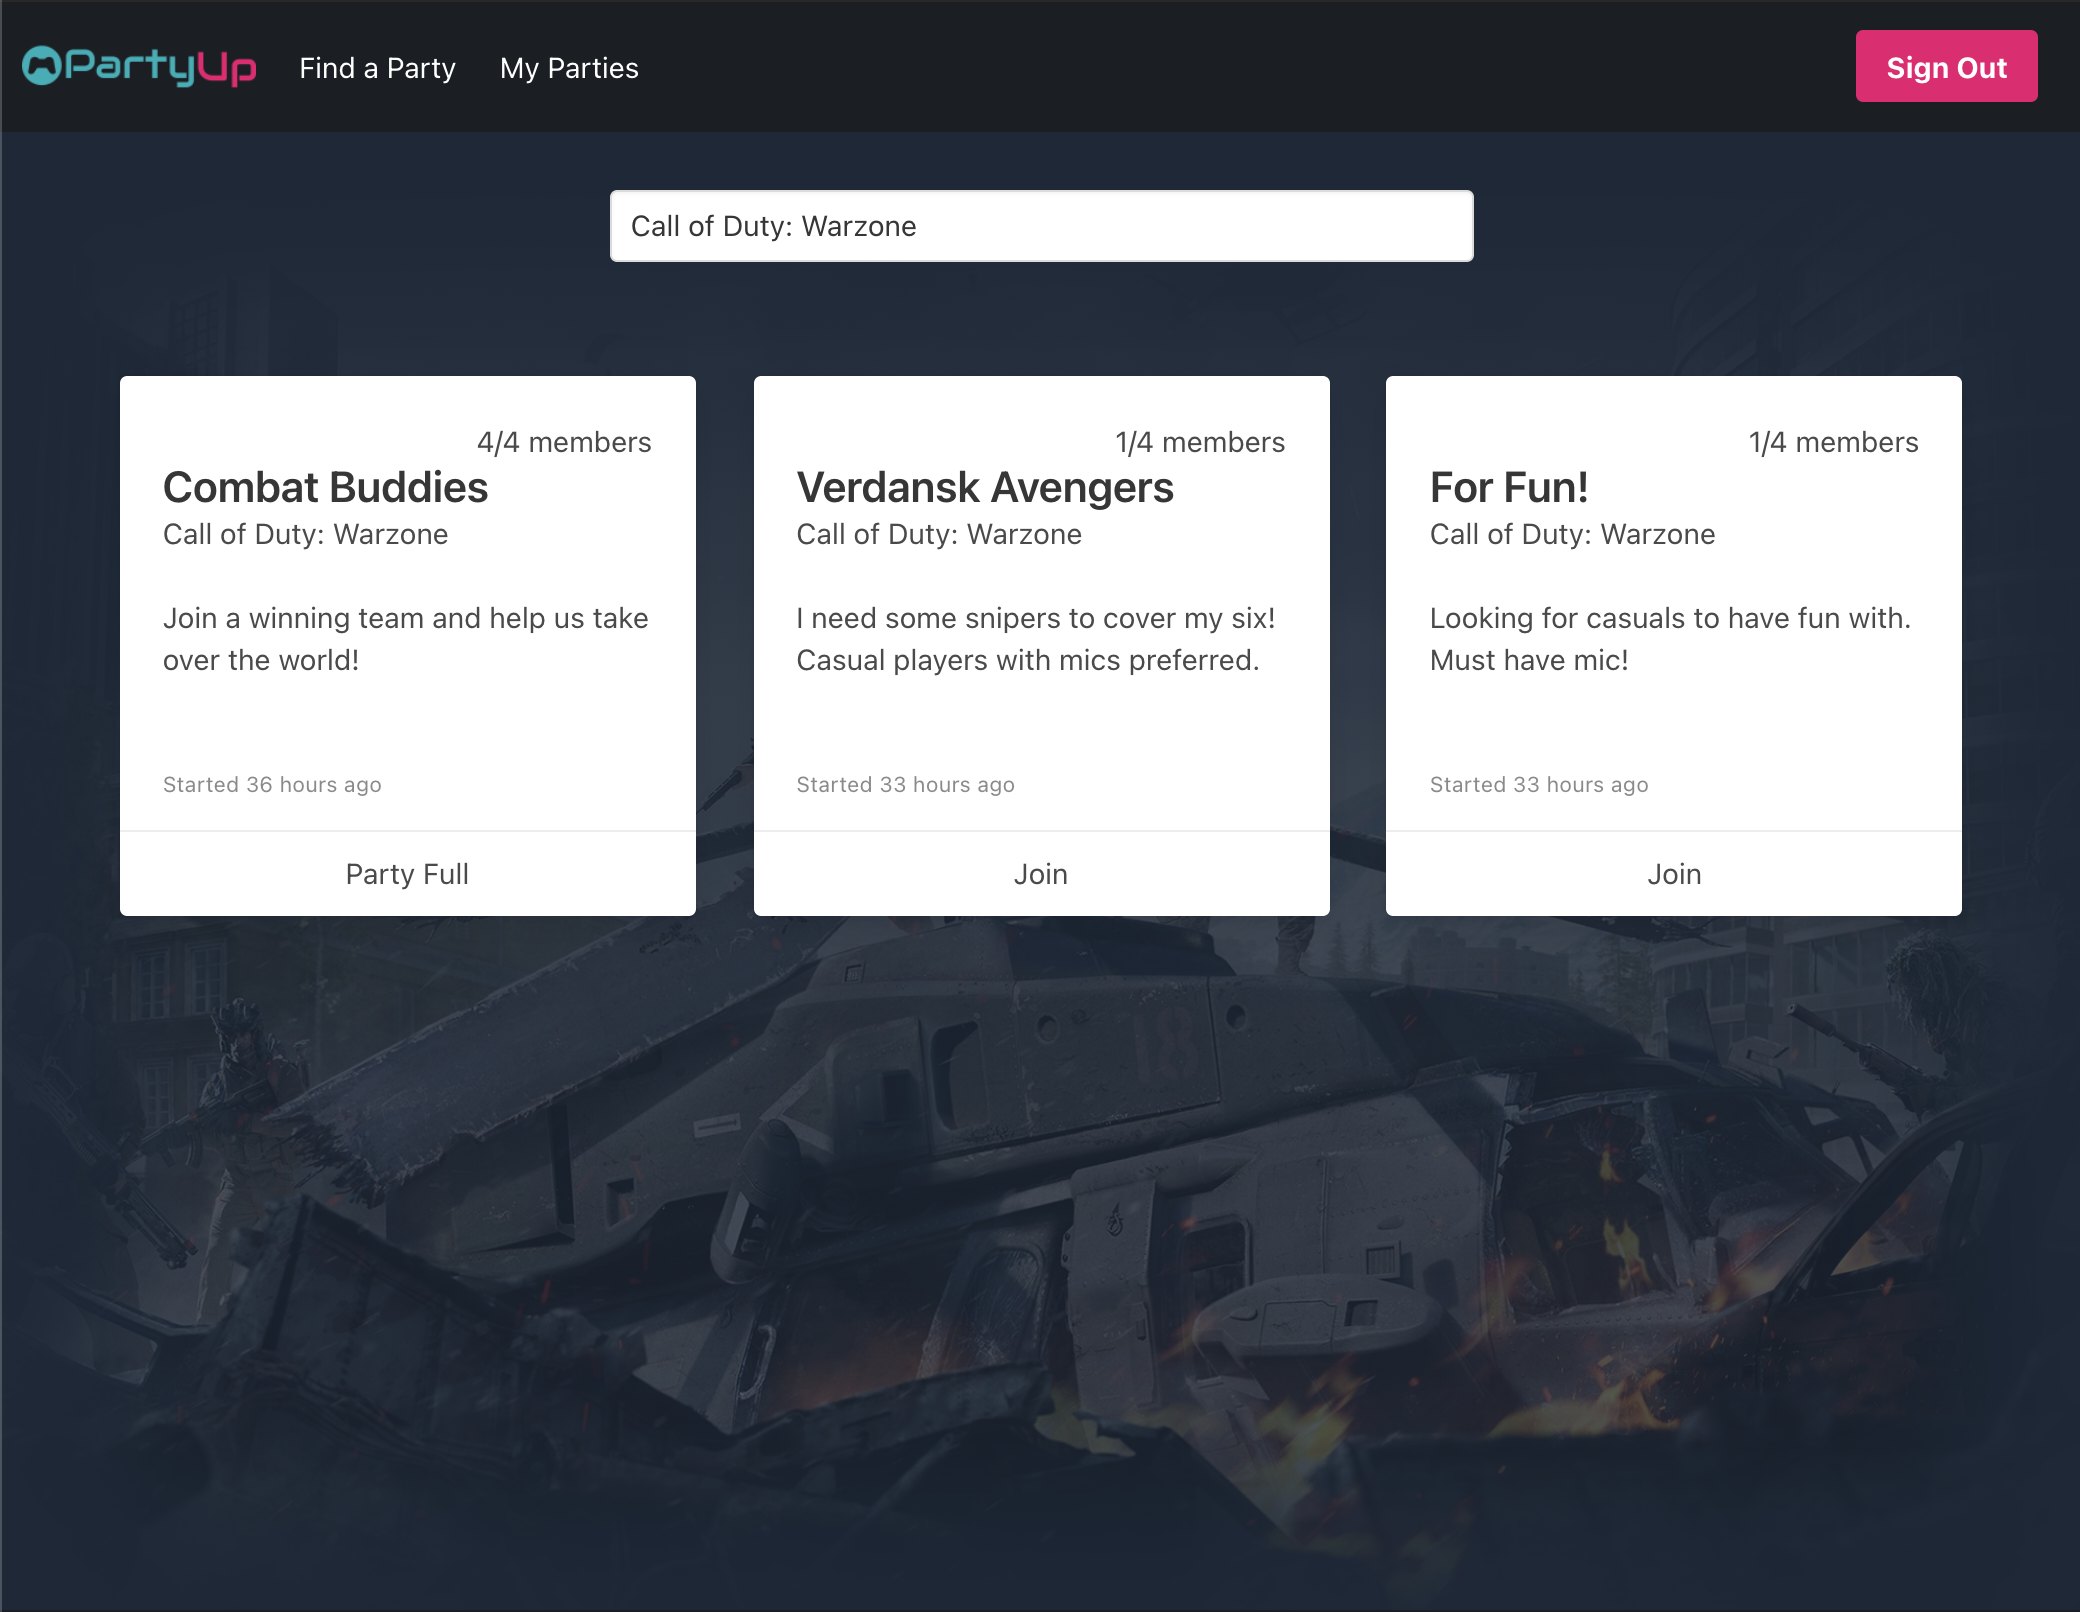 PartyUp
Find a Party
My Parties
Sign Out
Call of Duty: Warzone
4/4 members
Combat Buddies
Call of Duty: Warzone
Join a winning team and help us take
over the world!
Started 36 hours ago
Party Full
1/4 members
Verdansk Avengers
Call of Duty: Warzone
I need some snipers to cover my six!
Casual players with mics preferred.
Started 33 hours ago
Join
1/4 members
For Fun!
Call of Duty: Warzone
Looking for casuals to have fun with.
Must have mic!
Started 33 hours ago
Join
18